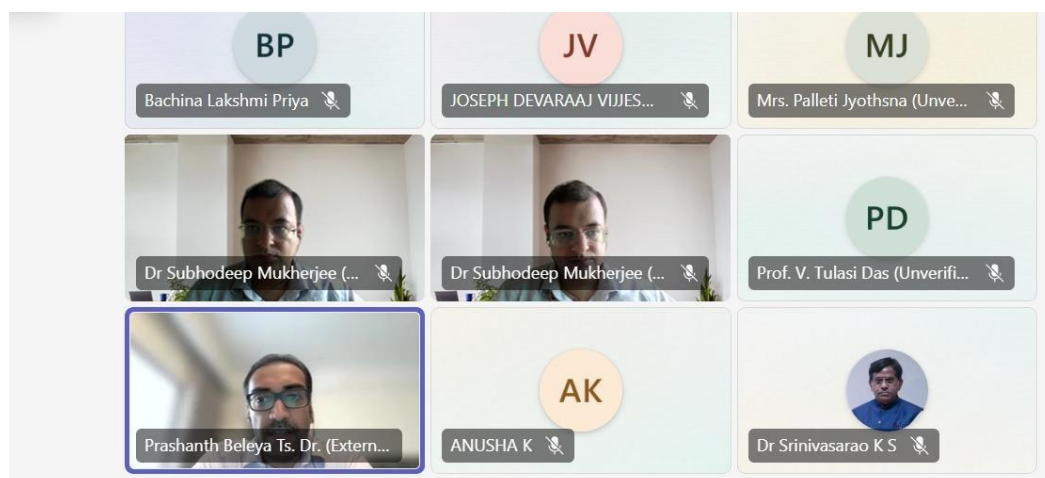 BP
JV
MJ
Bachina Lakshmi Priya
JOSEPH DEVARAAJ VIJJES...
Mrs. Palleti Jyothsna (Unve...
PD
Dr Subhodeep Mukherjee (...
Dr Subhodeep Mukherjee (...
Prof. V. Tulasi Das (Unverifi...
AK
Prashanth Beleya Ts. Dr. (Extern...
ANUSHA K
Dr Srinivasarao K S